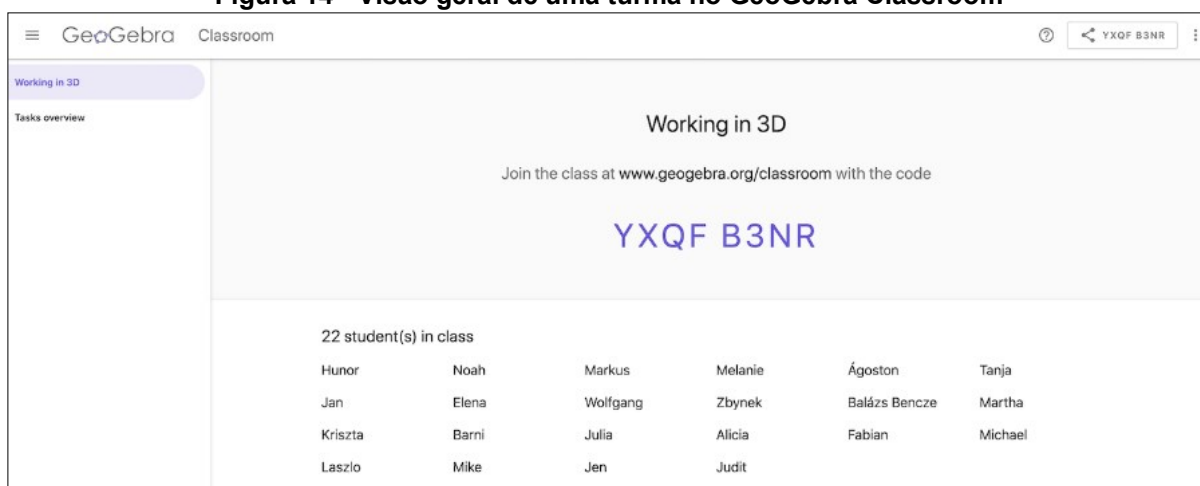 Figura 14 - Visão geral de uma turma no GeoGebra Classroom
GeoGebra Classroom
YXQF B3NR
Working in 3D
Tasks overview
Working in 3D
Join the class at www.geogebra.org/classroom with the code
YXQF B3NR
22 student(s) in class
Hunor Noah Markus Melanie Ágoston Tanja
Jan Elena Wolfgang Zbynek Balázs Bencze Martha
Kriszta Barni Julia Alicia Fabian Michael
Laszlo Mike Jen Judit